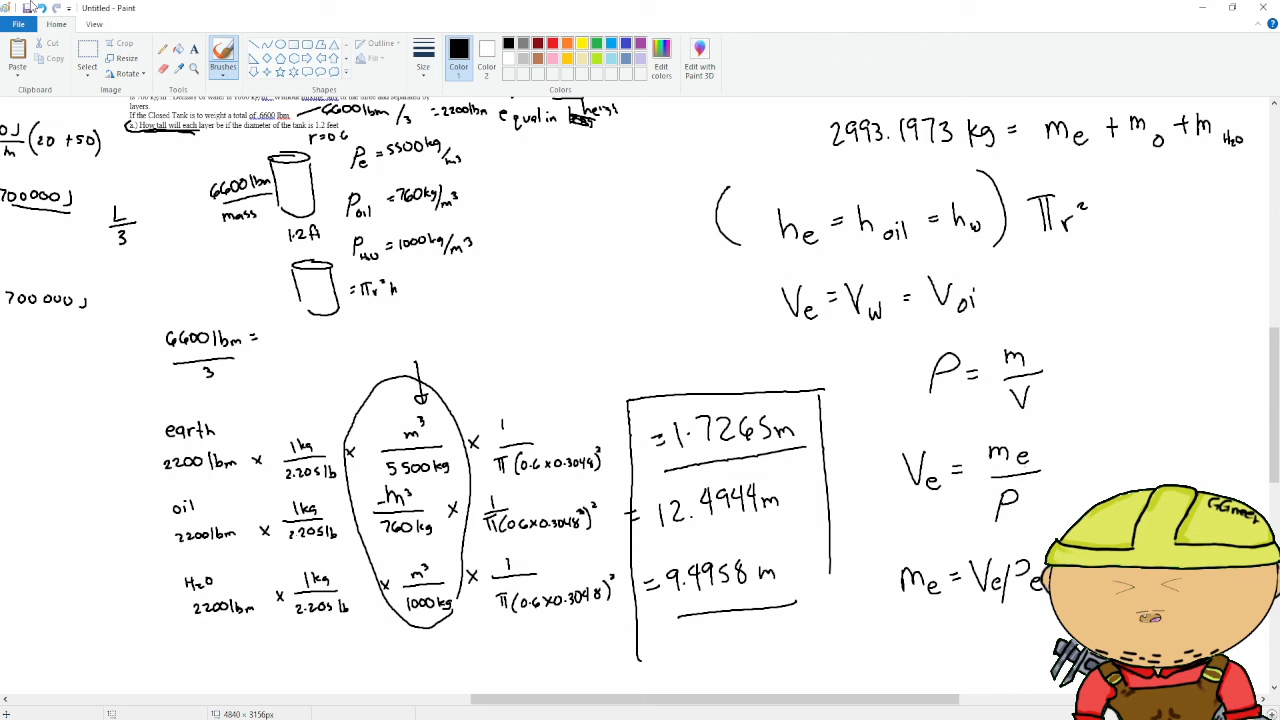 Untitled - Paint
File
Home
View
Paste
Cut
Copy
Clipboard
Select
Crop
Resize
Rotate
Image
Tools
Brushes
Shapes
Outline
Fill
Size
Color 1
Color 2
Edit colors
Colors
Edit with Paint 3D
layers.
If the Closed Tank is to weight a total of 6600 lbm
a.) How tall will each layer be if the diameter of the tank is 1.2 feet
6600 lbm/3 = 2200 lbm equal in height
(20 + 50)
700000J
L/3
700 000 J
r=0.6
6600 lbm
mass
1.2 ft
ρe = 5500 kg/m³
ρoil = 760 kg/m³
ρH2O = 1000 kg/m³
= πr²h
6600 lbm/3 =
earth
2200 lbm × 1kg/2.205 lb × m³/5500 kg × 1/π(0.6 x 0.3048)² = 1.7265 m
oil
2200 lbm × 1kg/2.205 lb m³/760 kg × 1/π(0.6 x 0.3048²)² = 12.4944 m
H2O
2200 lbm × 1kg/2.205 lb × m³/1000 kg × 1/π(0.6 x 0.3048)² = 9.4958 m
2993.1973 kg = me + mo + mH2O
(he = hoil = hw) πr²
Ve = Vw = Voi
ρ = m/V
Ve = me/ρ
me = Ve/ρe
GGneer
4840 × 3156px